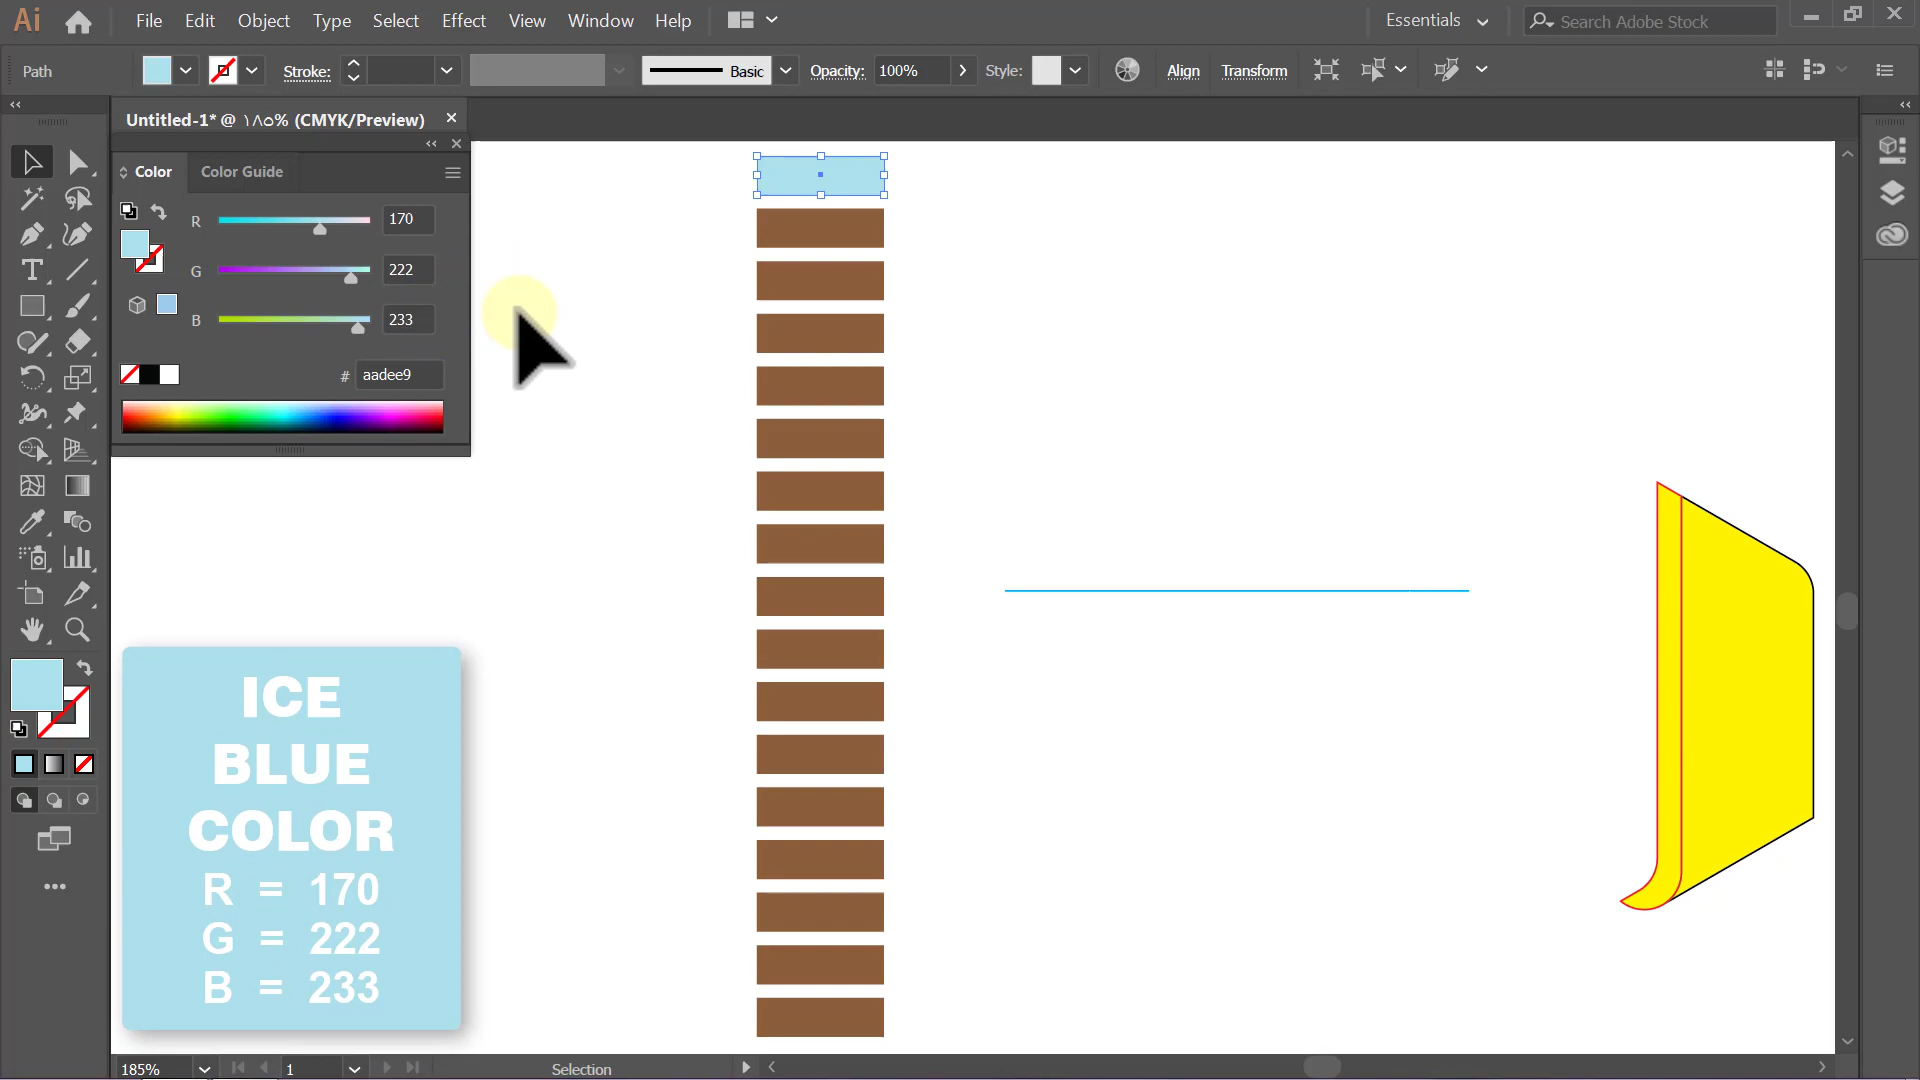 Ai File Edit Object Type Select Effect View Window Help Essentials Search Adobe Stock
Path Stroke: Basic Opacity: 100% Style: Align Transform
Untitled-1* @ ١٨٥% (CMYK/Preview)
Color Color Guide
R 170
G 222
B 233
# aadee9
ICE
BLUE
COLOR
R = 170
G = 222
B = 233
185% 1 Selection